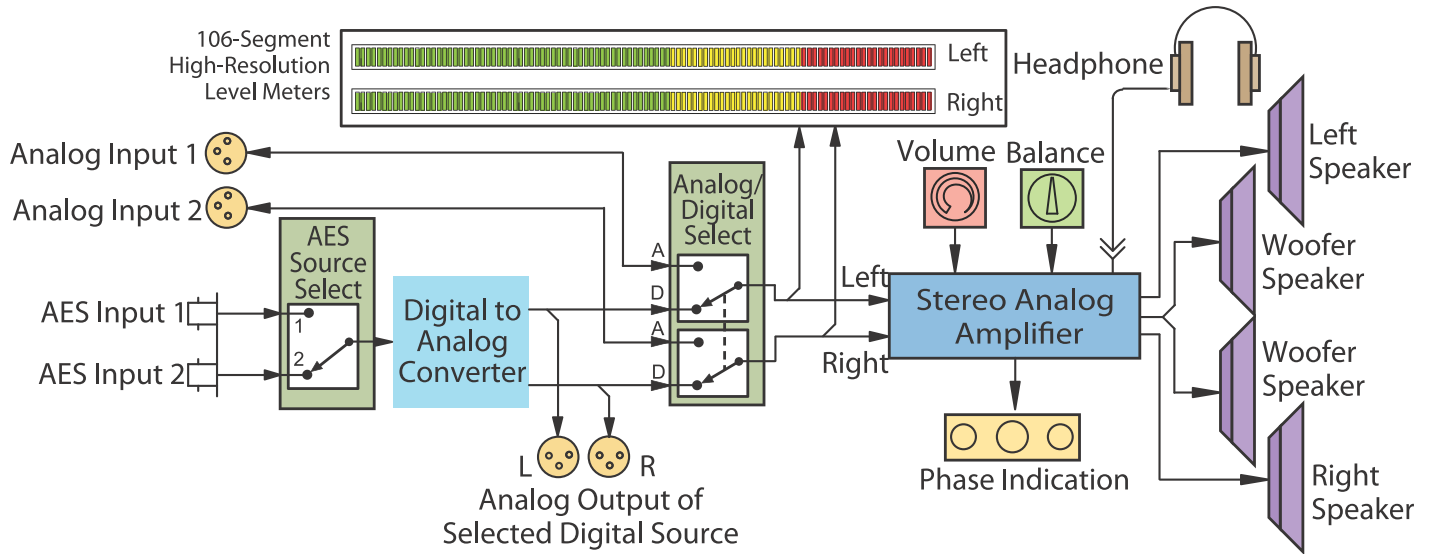 106-Segment
High-Resolution
Level Meters
Left
Right
Headphone
Left
Speaker
Analog Input 1
Analog Input 2
Volume
Balance
Analog/
Digital
Select
AES
Source
Select
Woofer
Speaker
A
D
A
D
Left
Right
Stereo Analog
Amplifier
AES Input 1
AES Input 2
1
2
Digital to
Analog
Converter
Woofer
Speaker
L
R
Analog Output of
Selected Digital Source
Phase Indication
Right
Speaker